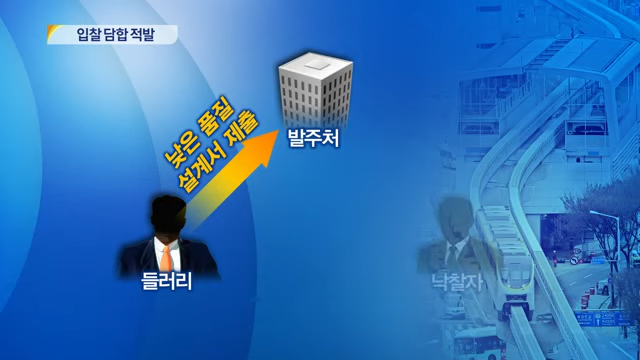 입찰 담합 적발
발주처
낮은 품질
설계서 제출
들러리
낙찰자